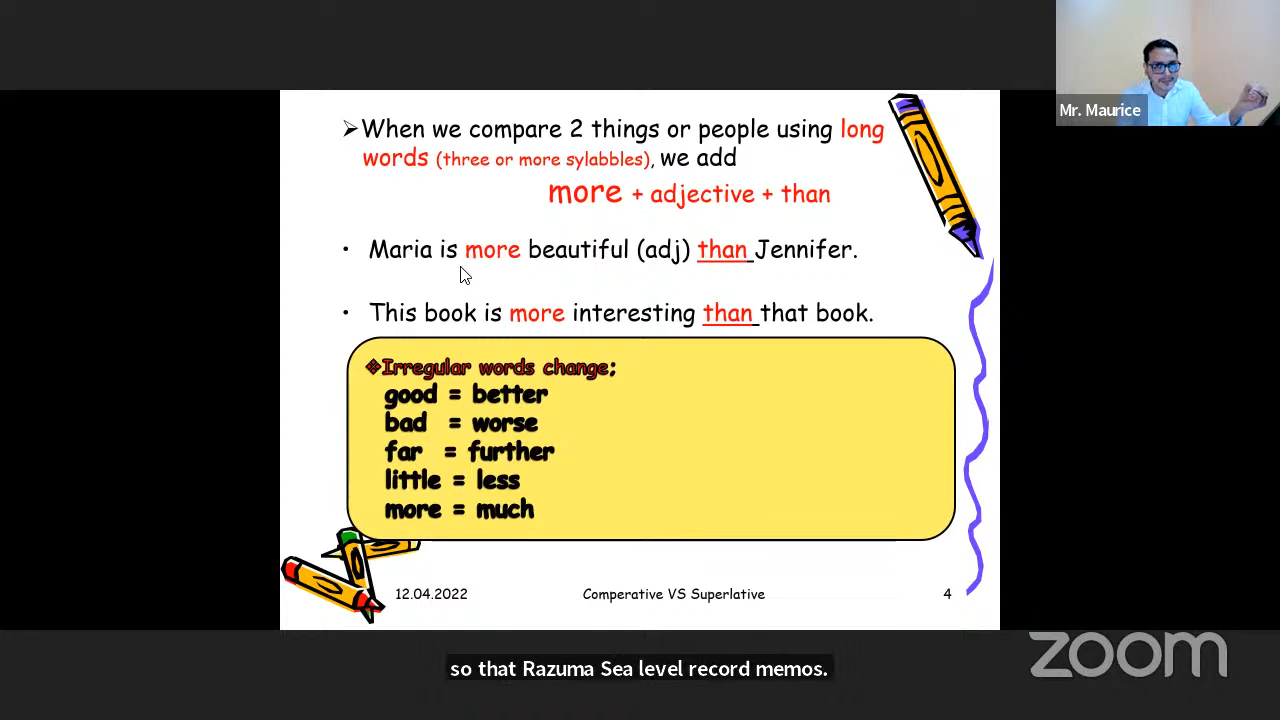 Mr. Maurice
When we compare 2 things or people using long
words (three or more sylabbles), we add
more + adjective + than
• Maria is more beautiful (adj) than Jennifer.
• This book is more interesting than that book.
Irregular words change;
good = better
bad = worse
far = further
little = less
more = much
12.04.2022
Comperative VS Superlative
4
zoom
so that Razuma Sea level record memos.